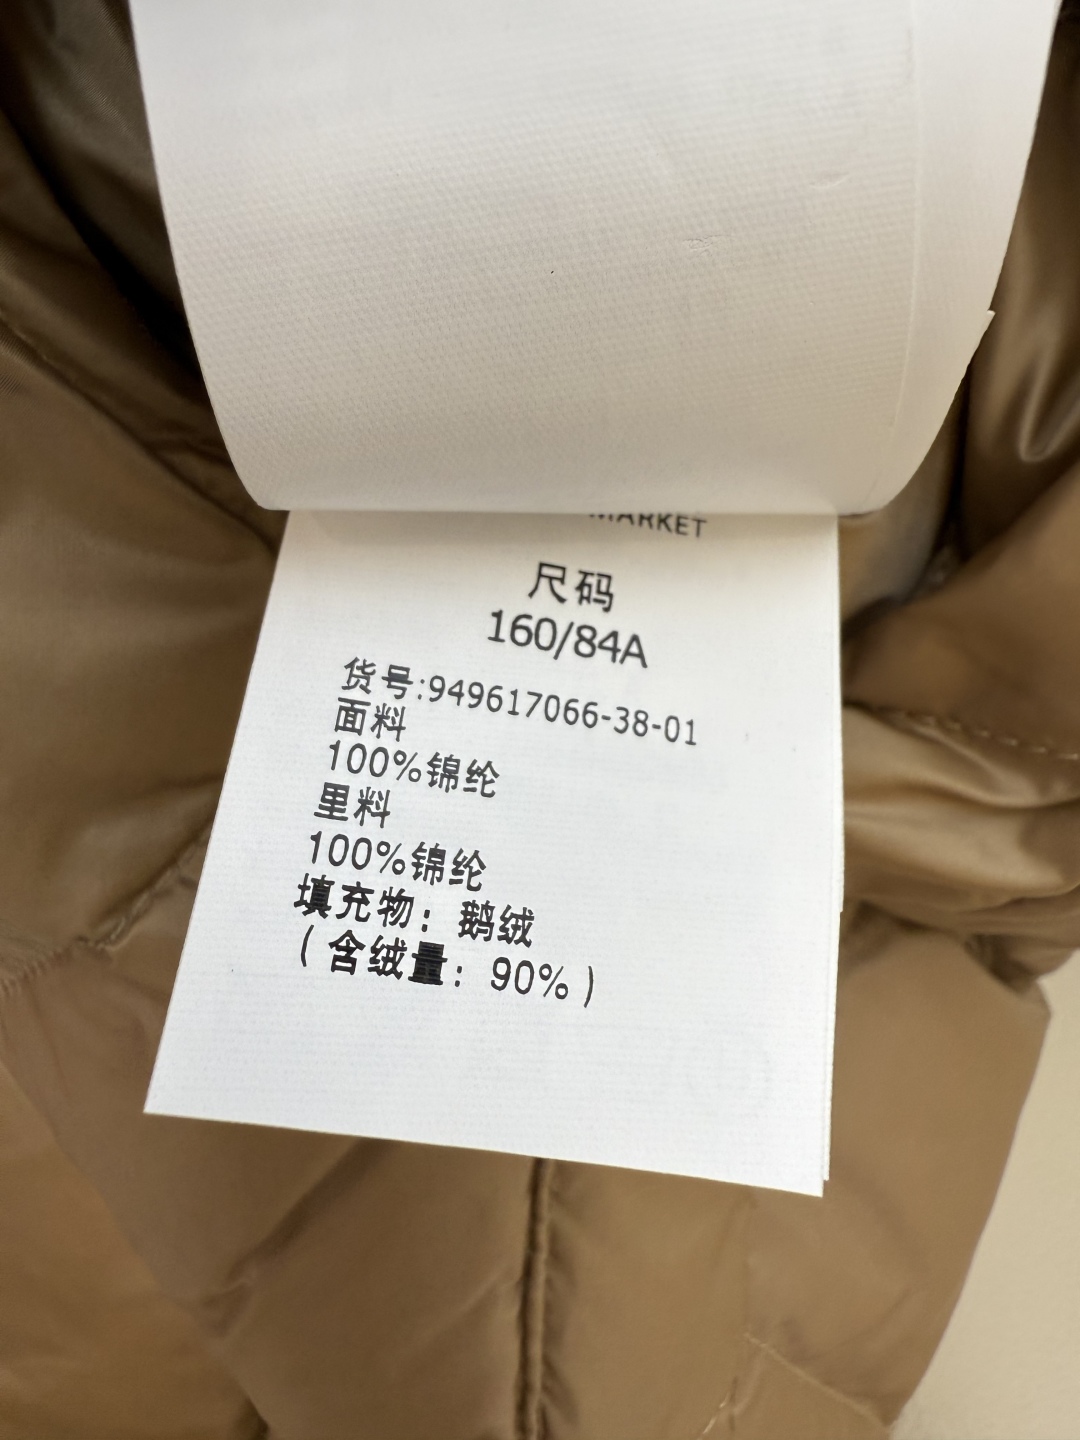 MARKET
尺码
160/84A
货号:949617066-38-01
面料
100%锦纶
里料
100%锦纶
填充物：鹅绒
（含绒量：90%）